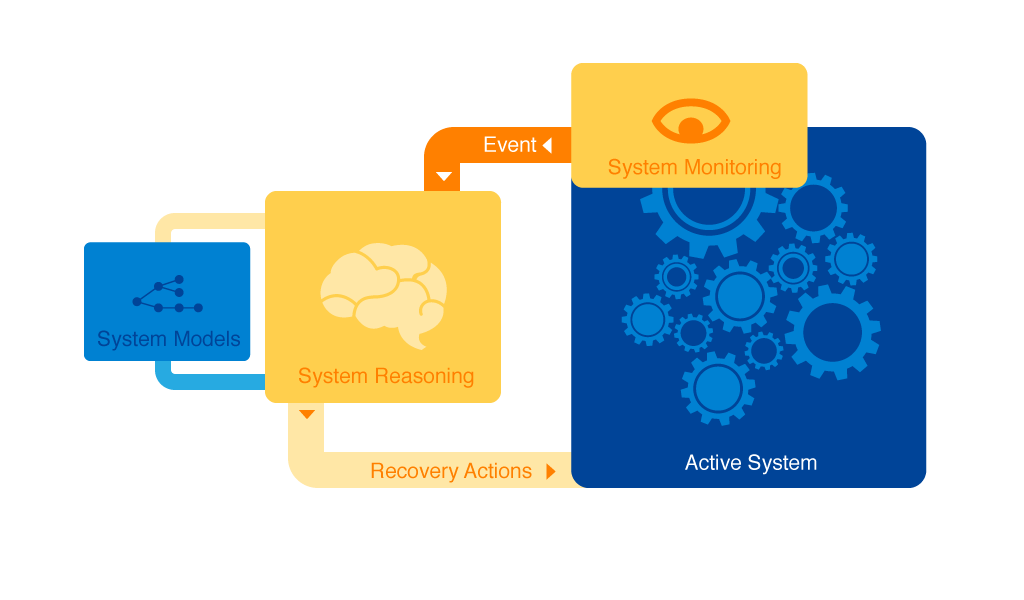 Event
System Monitoring
System Models
System Reasoning
Recovery Actions
Active System